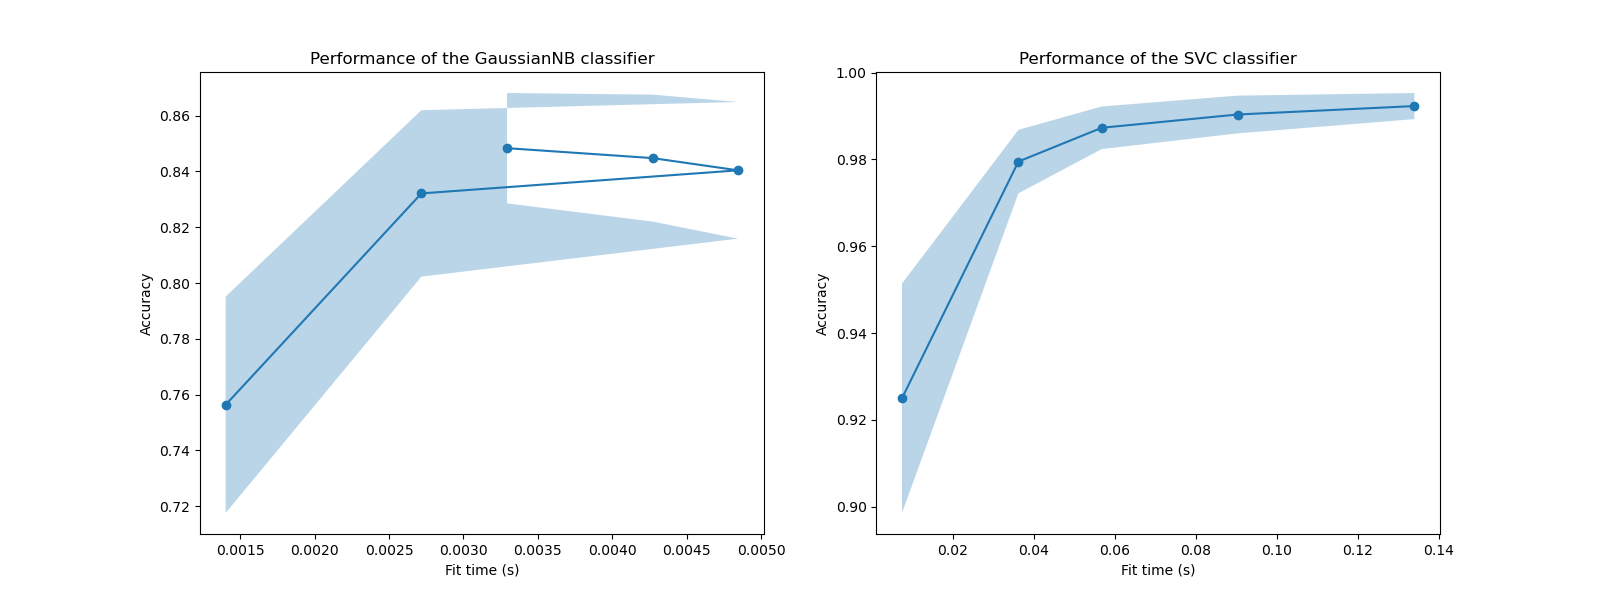 Performance of the GaussianNB classifier
Accuracy
0.86
0.84
0.82
0.80
0.78
0.76
0.74
0.72
0.0015 0.0020 0.0025 0.0030 0.0035 0.0040 0.0045 0.0050
Fit time (s)
Performance of the SVC classifier
Accuracy
1.00
0.98
0.96
0.94
0.92
0.90
0.02 0.04 0.06 0.08 0.10 0.12 0.14
Fit time (s)